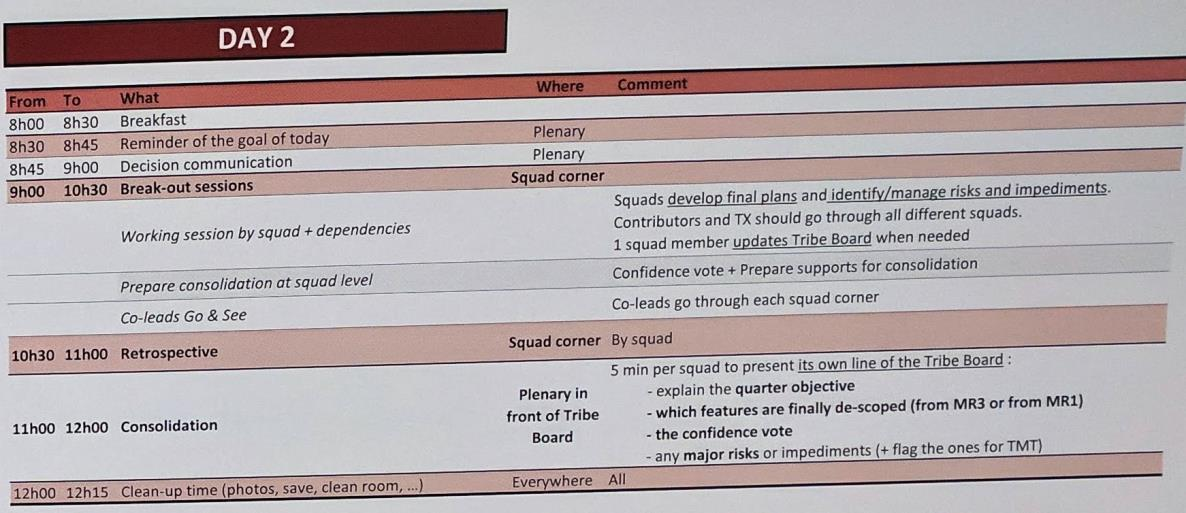 DAY 2
From To What Where Comment
8h00 8h30 Breakfast
8h30 8h45 Reminder of the goal of today Plenary
8h45 9h00 Decision communication Plenary
9h00 10h30 Break-out sessions Squad corner
Squads develop final plans and identify/manage risks and impediments.
Working session by squad + dependencies Contributors and TX should go through all different squads.
1 squad member updates Tribe Board when needed
Prepare consolidation at squad level Confidence vote + Prepare supports for consolidation
Co-leads Go & See Co-leads go through each squad corner
10h30 11h00 Retrospective Squad corner By squad
5 min per squad to present its own line of the Tribe Board :
Plenary in - explain the quarter objective
11h00 12h00 Consolidation front of Tribe - which features are finally de-scoped (from MR3 or from MR1)
Board - the confidence vote
- any major risks or impediments (+ flag the ones for TMT)
12h00 12h15 Clean-up time (photos, save, clean room, ...) Everywhere All